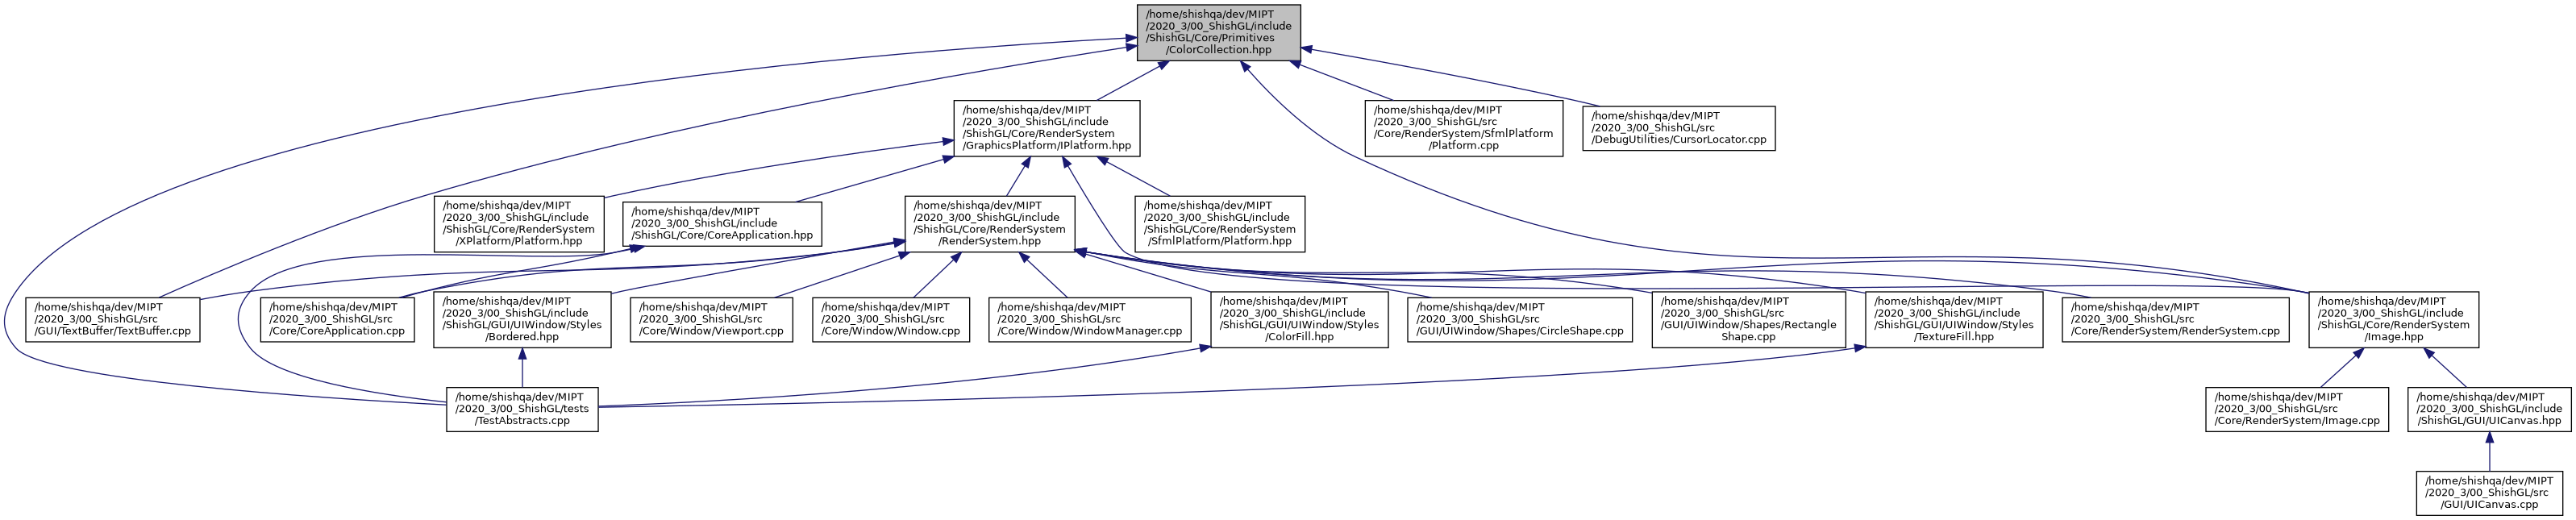 /home/shishqa/dev/MIPT
/2020_3/00_ShishGL/include
/ShishGL/Core/Primitives
/ColorCollection.hpp
/home/shishqa/dev/MIPT
/2020_3/00_ShishGL/include
/ShishGL/Core/RenderSystem
/GraphicsPlatform/IPlatform.hpp
/home/shishqa/dev/MIPT
/2020_3/00_ShishGL/src
/Core/RenderSystem/SfmlPlatform
/Platform.cpp
/home/shishqa/dev/MIPT
/2020_3/00_ShishGL/src
/DebugUtilities/CursorLocator.cpp
/home/shishqa/dev/MIPT
/2020_3/00_ShishGL/include
/ShishGL/Core/RenderSystem
/XPlatform/Platform.hpp
/home/shishqa/dev/MIPT
/2020_3/00_ShishGL/include
/ShishGL/Core/CoreApplication.hpp
/home/shishqa/dev/MIPT
/2020_3/00_ShishGL/include
/ShishGL/Core/RenderSystem
/RenderSystem.hpp
/home/shishqa/dev/MIPT
/2020_3/00_ShishGL/include
/ShishGL/Core/RenderSystem
/SfmlPlatform/Platform.hpp
/home/shishqa/dev/MIPT
/2020_3/00_ShishGL/src
/GUI/TextBuffer/TextBuffer.cpp
/home/shishqa/dev/MIPT
/2020_3/00_ShishGL/src
/Core/CoreApplication.cpp
/home/shishqa/dev/MIPT
/2020_3/00_ShishGL/include
/ShishGL/GUI/UIWindow/Styles
/Bordered.hpp
/home/shishqa/dev/MIPT
/2020_3/00_ShishGL/src
/Core/Window/Viewport.cpp
/home/shishqa/dev/MIPT
/2020_3/00_ShishGL/src
/Core/Window/Window.cpp
/home/shishqa/dev/MIPT
/2020_3/00_ShishGL/src
/Core/Window/WindowManager.cpp
/home/shishqa/dev/MIPT
/2020_3/00_ShishGL/include
/ShishGL/GUI/UIWindow/Styles
/ColorFill.hpp
/home/shishqa/dev/MIPT
/2020_3/00_ShishGL/src
/GUI/UIWindow/Shapes/CircleShape.cpp
/home/shishqa/dev/MIPT
/2020_3/00_ShishGL/src
/GUI/UIWindow/Shapes/Rectangle
Shape.cpp
/home/shishqa/dev/MIPT
/2020_3/00_ShishGL/include
/ShishGL/GUI/UIWindow/Styles
/TextureFill.hpp
/home/shishqa/dev/MIPT
/2020_3/00_ShishGL/src
/Core/RenderSystem/RenderSystem.cpp
/home/shishqa/dev/MIPT
/2020_3/00_ShishGL/include
/ShishGL/Core/RenderSystem
/Image.hpp
/home/shishqa/dev/MIPT
/2020_3/00_ShishGL/tests
/TestAbstracts.cpp
/home/shishqa/dev/MIPT
/2020_3/00_ShishGL/src
/Core/RenderSystem/Image.cpp
/home/shishqa/dev/MIPT
/2020_3/00_ShishGL/include
/ShishGL/GUI/UICanvas.hpp
/home/shishqa/dev/MIPT
/2020_3/00_ShishGL/src
/GUI/UICanvas.cpp